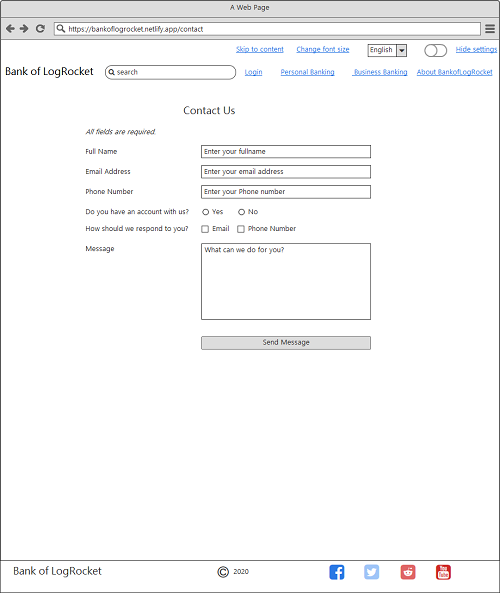 A Web Page
https://bankoflogrocket.netlify.app/contact
Skip to content Change font size English Hide settings
Bank of LogRocket search Login Personal Banking Business Banking About BankofLogRocket
Contact Us
All fields are required.
Full Name Enter your fullname
Email Address Enter your email address
Phone Number Enter your Phone number
Do you have an account with us? Yes No
How should we respond to you? Email Phone Number
Message What can we do for you?
Send Message
Bank of LogRocket © 2020 You Tube